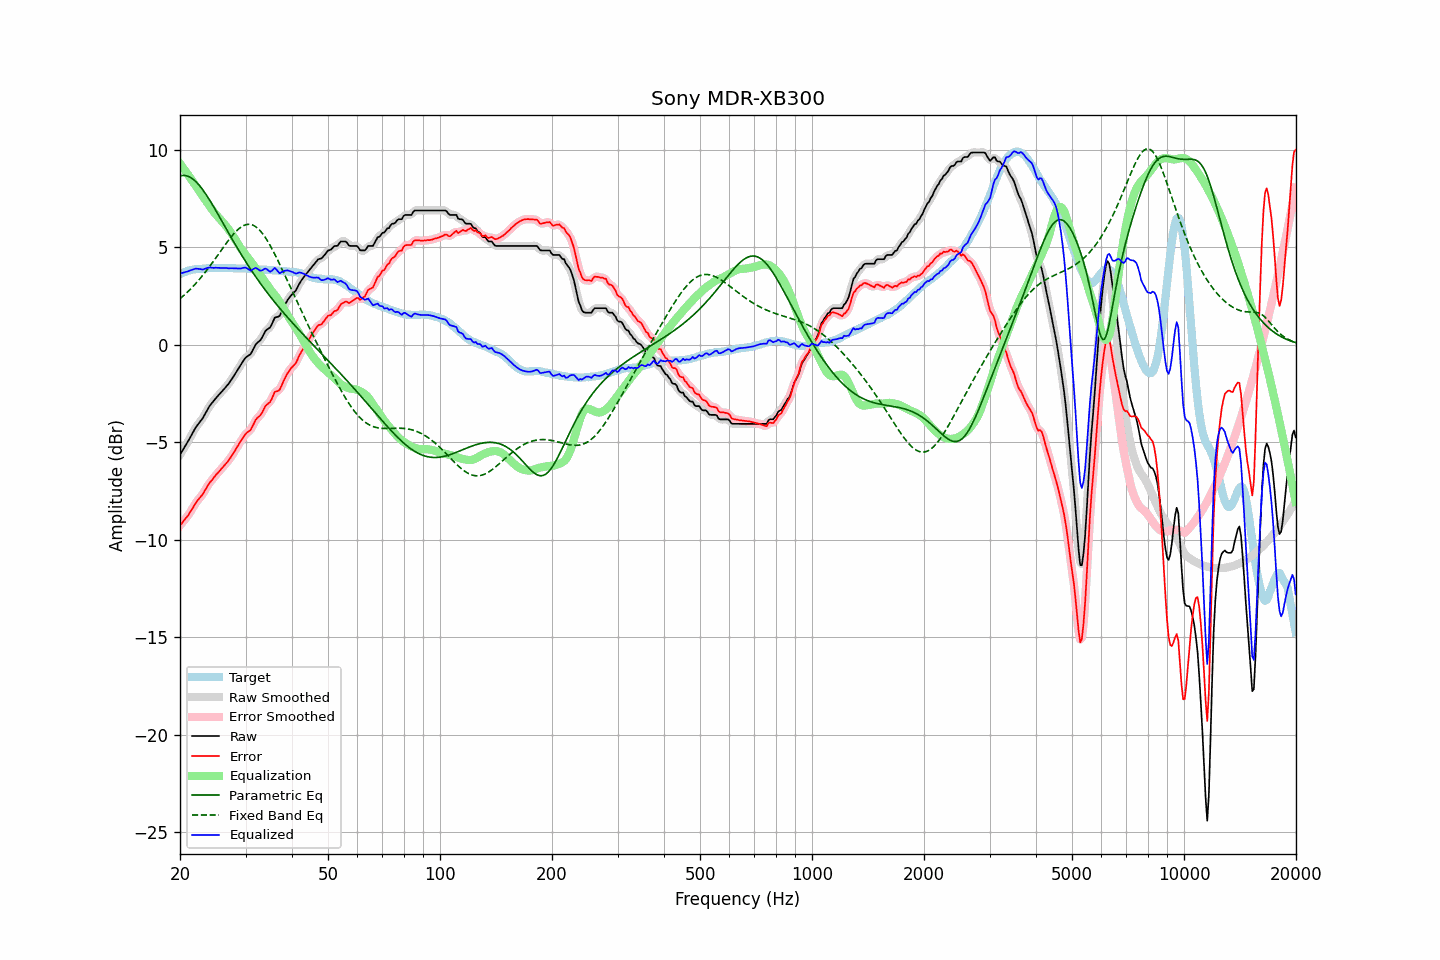 Sony MDR-XB300
Amplitude (dBr)
10
5
0
−5
−10
−15
−20
−25
Target
Raw Smoothed
Error Smoothed
Raw
Error
Equalization
Parametric Eq
Fixed Band Eq
Equalized
20 50 100 200 500 1000 2000 5000 10000 20000
Frequency (Hz)